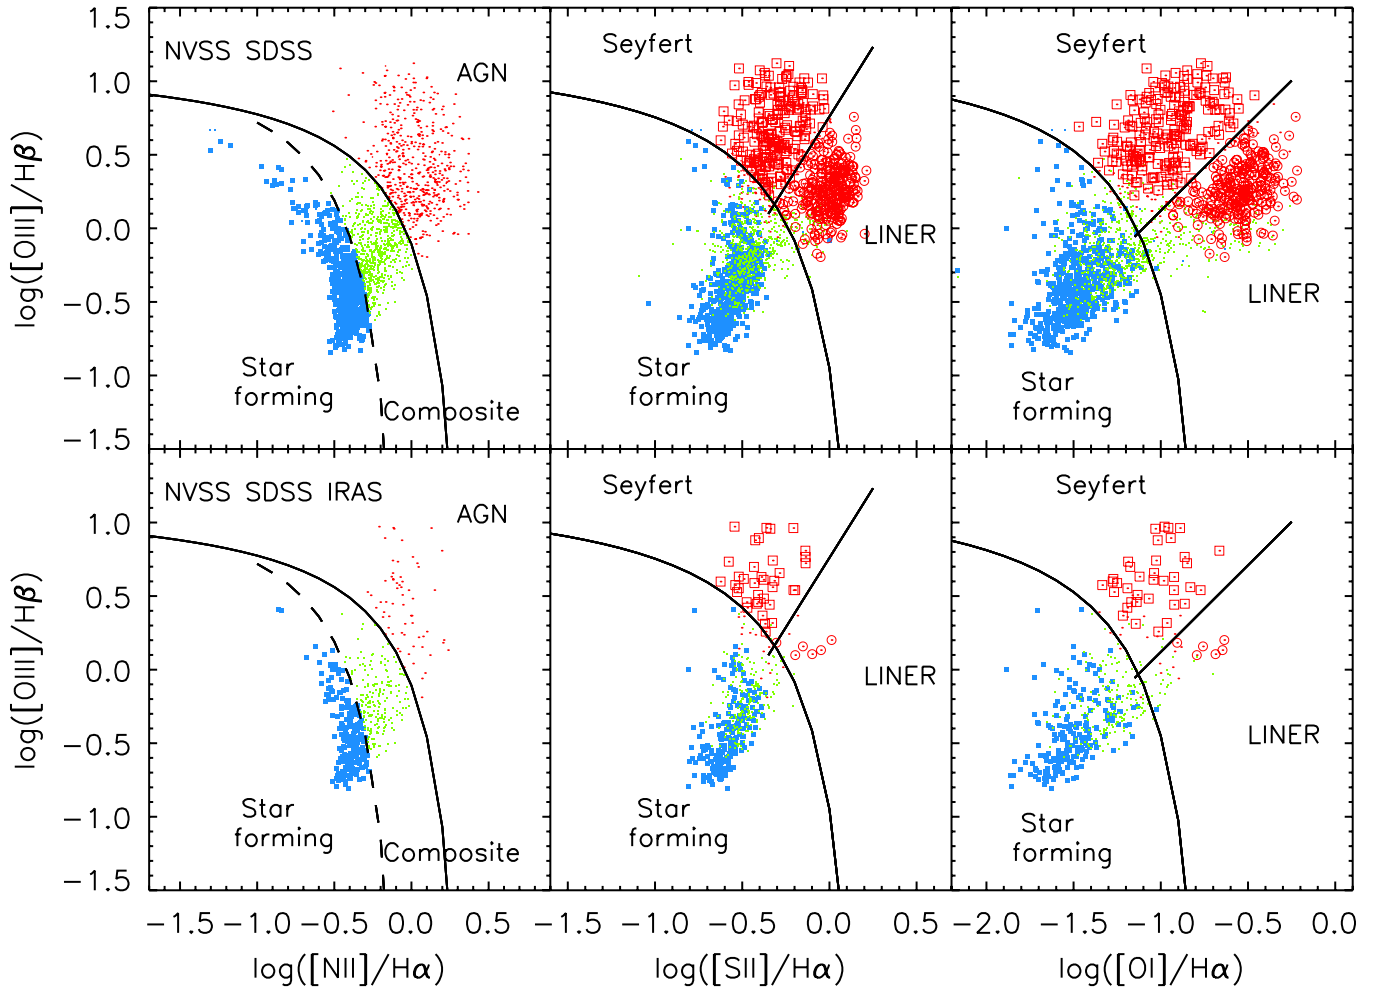 1.5
1.0
0.5
0.0
−0.5
−1.0
−1.5
log([OIII]/Hβ)
NVSS SDSS
AGN
Star
forming
Composite
Seyfert
LINER
Star
forming
Seyfert
LINER
Star
forming
1.0
0.5
0.0
−0.5
−1.0
−1.5
log([OIII]/Hβ)
NVSS SDSS IRAS
AGN
Star
forming
Composite
Seyfert
LINER
Star
forming
Seyfert
LINER
Star
forming
−1.5 −1.0 −0.5 0.0 0.5
−1.0 −0.5 0.0 0.5
−2.0 −1.5 −1.0 −0.5 0.0
log([NII]/Hα)
log([SII]/Hα)
log([OI]/Hα)